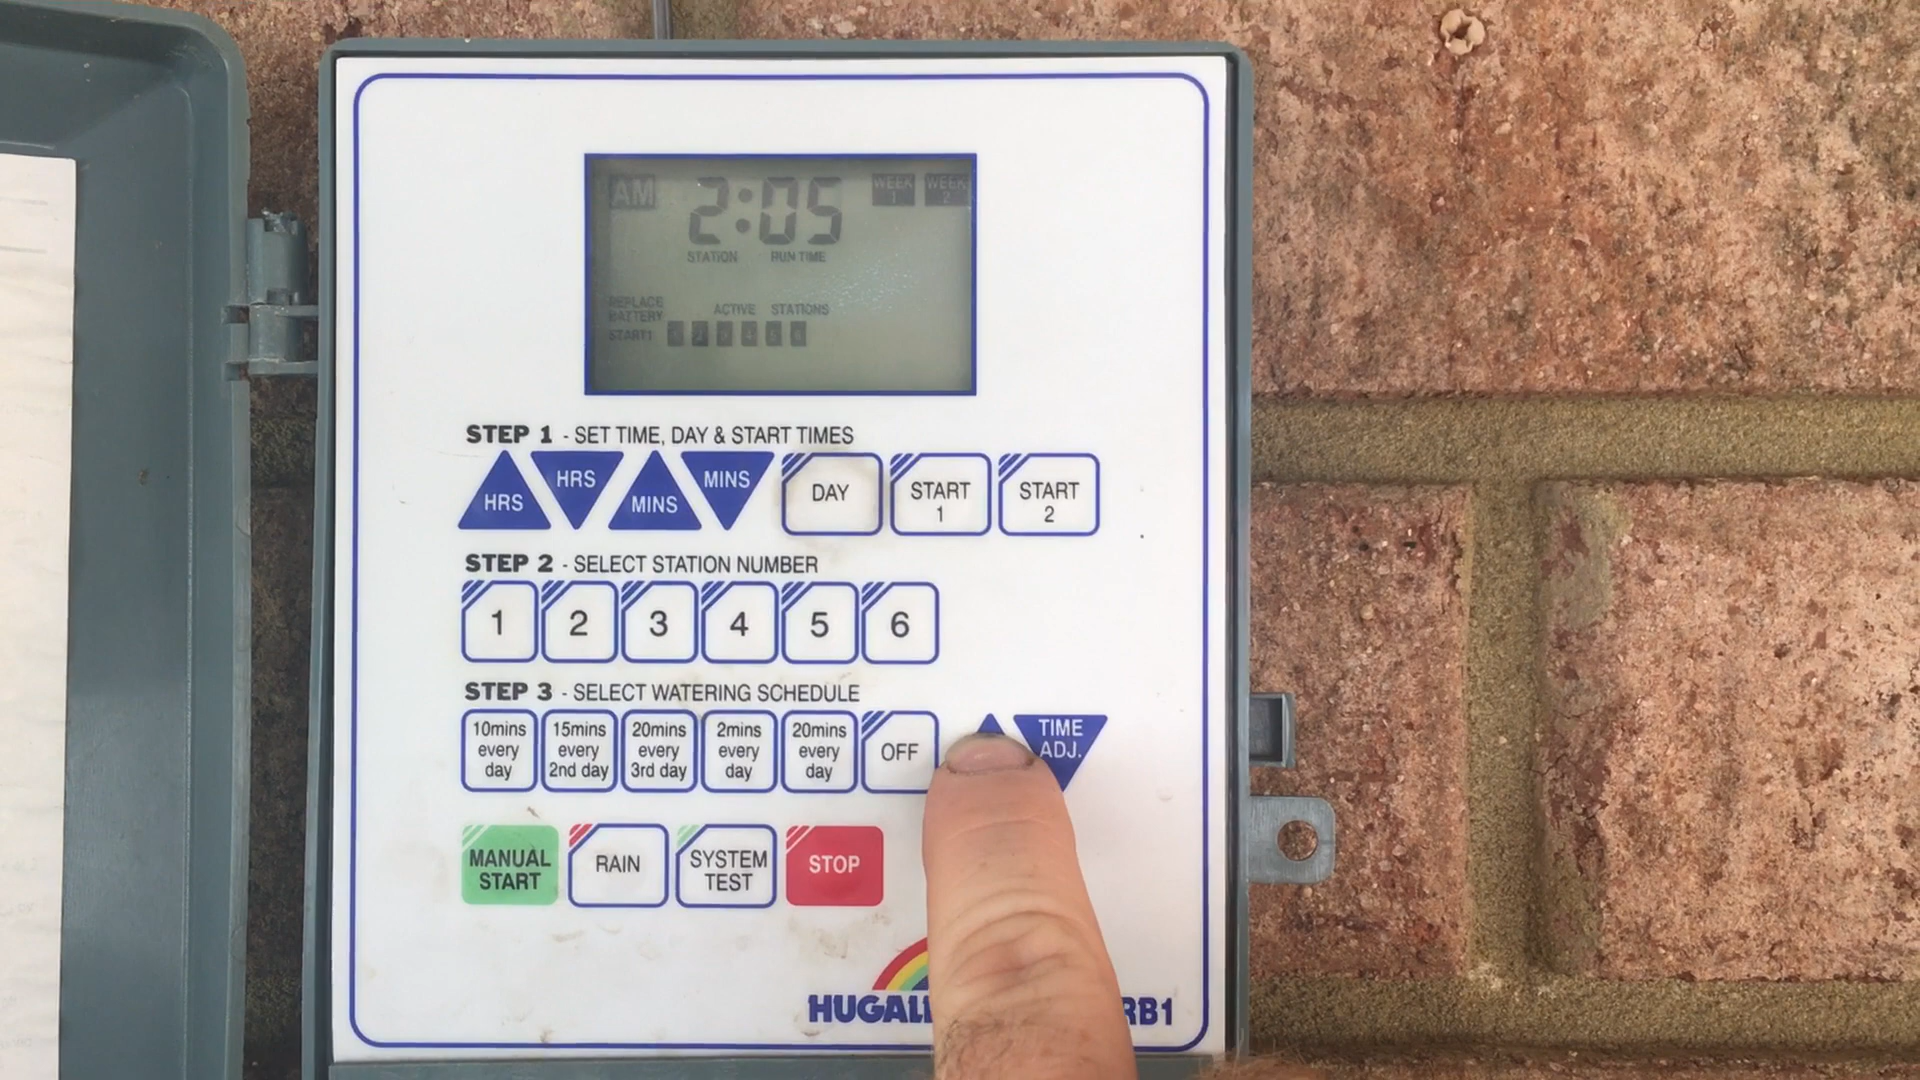 AM 2:05 WEEK 1 WEEK 2
STATION RUN TIME
REPLACE BATTERY ACTIVE STATIONS
START1
STEP 1 - SET TIME, DAY & START TIMES
HRS HRS MINS MINS DAY START 1 START 2
STEP 2 - SELECT STATION NUMBER
1 2 3 4 5 6
STEP 3 - SELECT WATERING SCHEDULE
10mins every day 15mins every 2nd day 20mins every 3rd day 2mins every day 20mins every day OFF TIME ADJ.
MANUAL START RAIN SYSTEM TEST STOP
RB1